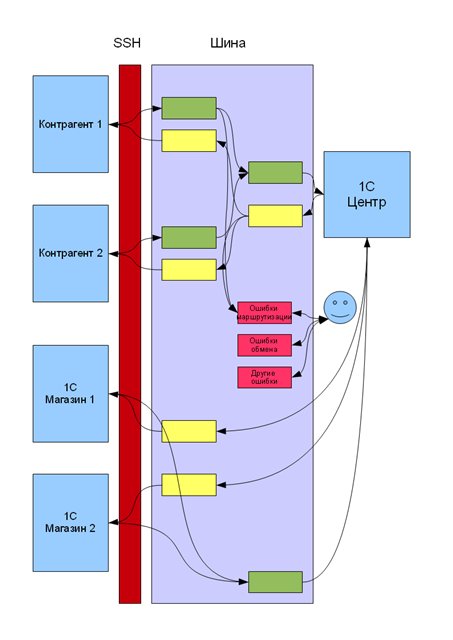 SSH
Шина
Контрагент 1
1С
Центр
Контрагент 2
Ошибки
маршрутизации
Ошибки
обмена
Другие
ошибки
1С
Магазин 1
1С
Магазин 2